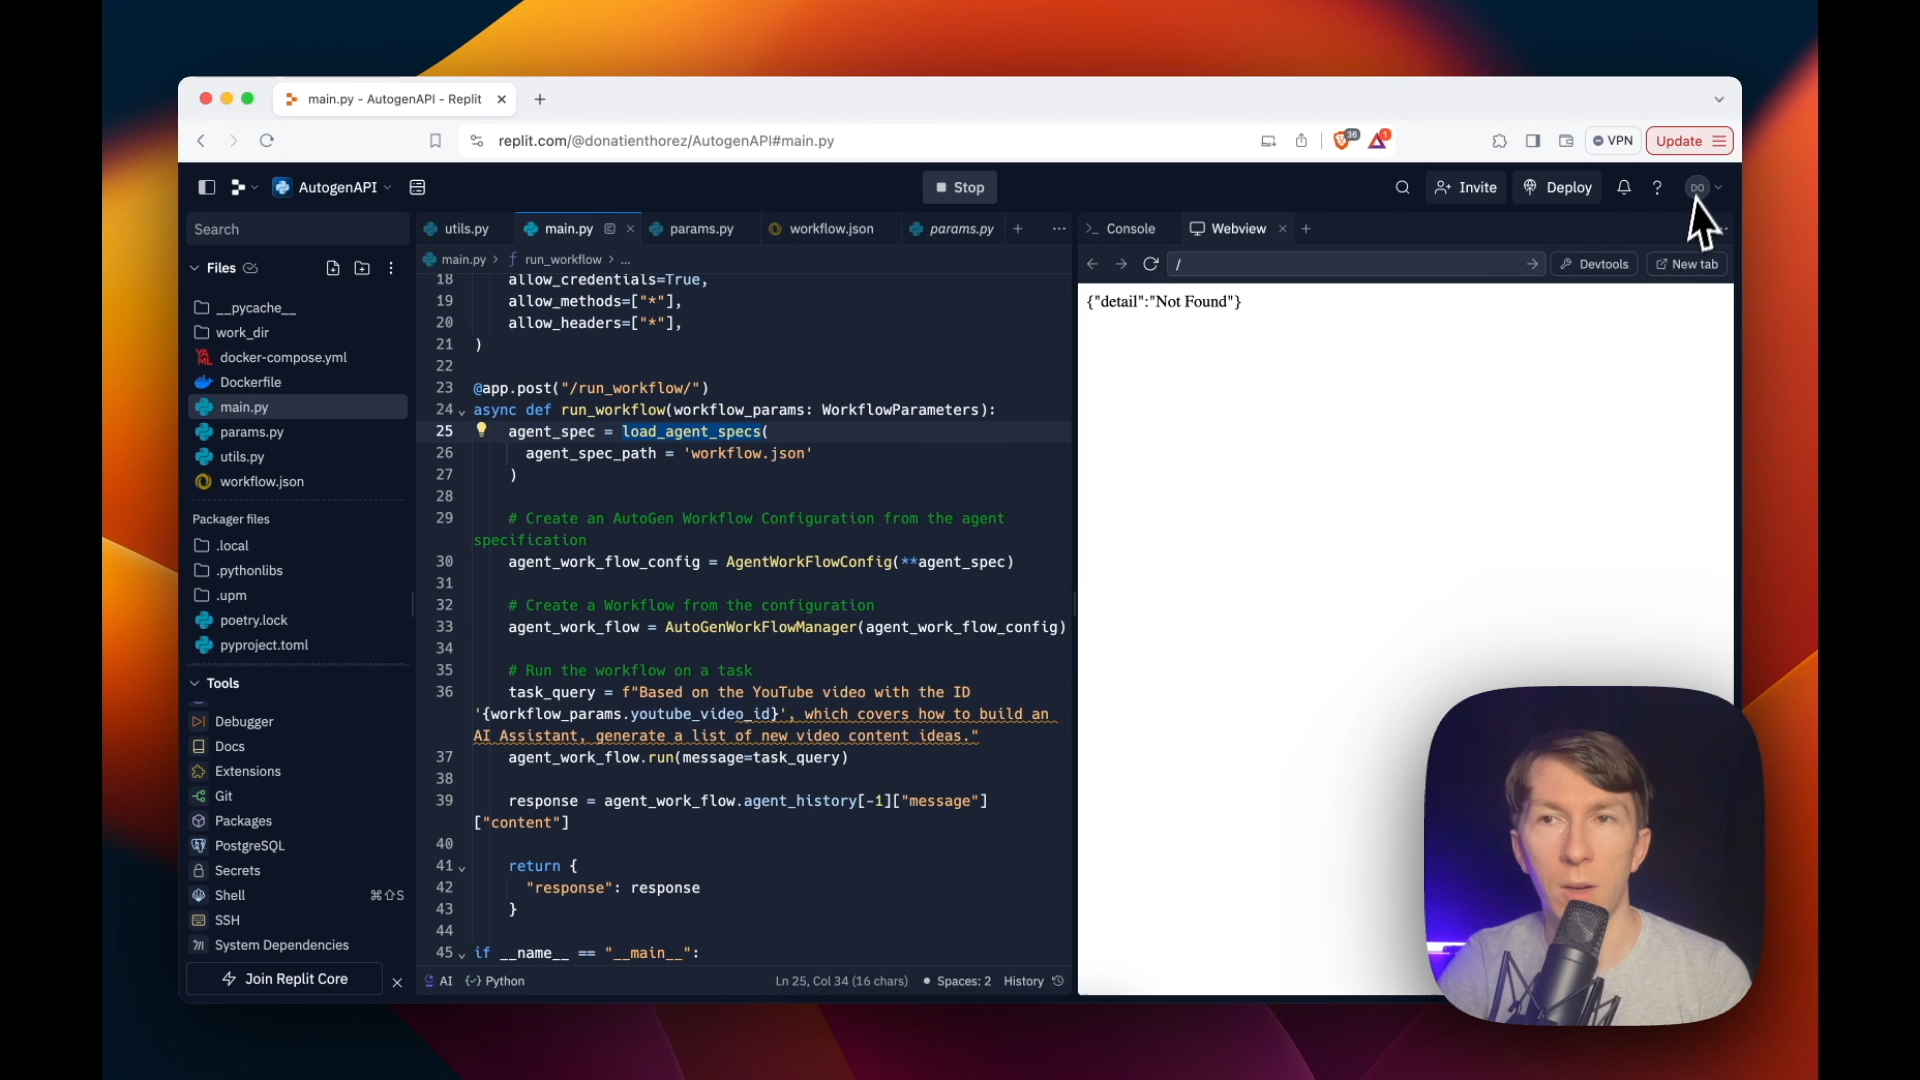 main.py - AutogenAPI - Replit
replit.com/@donatienthorez/AutogenAPI#main.py
36
1
VPN
Update
AutogenAPI
Stop
Invite
Deploy
?
DO
Search
utils.py
main.py
params.py
workflow.json
params.py
Console
Webview
Files
main.py > run_workflow > ...
/
Devtools
New tab
{"detail":"Not Found"}
__pycache__
work_dir
docker-compose.yml
Dockerfile
main.py
params.py
utils.py
workflow.json
Packager files
.local
.pythonlibs
.upm
poetry.lock
pyproject.toml
Tools
Debugger
Docs
Extensions
Git
Packages
PostgreSQL
Secrets
Shell ⌘⇧S
SSH
System Dependencies
Join Replit Core
18 allow_credentials=True,
19 allow_methods=["*"],
20 allow_headers=["*"],
21 )
22
23 @app.post("/run_workflow/")
24 async def run_workflow(workflow_params: WorkflowParameters):
25 agent_spec = load_agent_specs(
26 agent_spec_path = 'workflow.json'
27 )
28
29 # Create an AutoGen Workflow Configuration from the agent
specification
30 agent_work_flow_config = AgentWorkFlowConfig(**agent_spec)
31
32 # Create a Workflow from the configuration
33 agent_work_flow = AutoGenWorkFlowManager(agent_work_flow_config)
34
35 # Run the workflow on a task
36 task_query = f"Based on the YouTube video with the ID
'{workflow_params.youtube_video_id}', which covers how to build an
AI Assistant, generate a list of new video content ideas."
37 agent_work_flow.run(message=task_query)
38
39 response = agent_work_flow.agent_history[-1]["message"]
["content"]
40
41 return {
42 "response": response
43 }
44
45 if __name__ == "__main__":
AI
Python
Ln 25, Col 34 (16 chars)
Spaces: 2
History